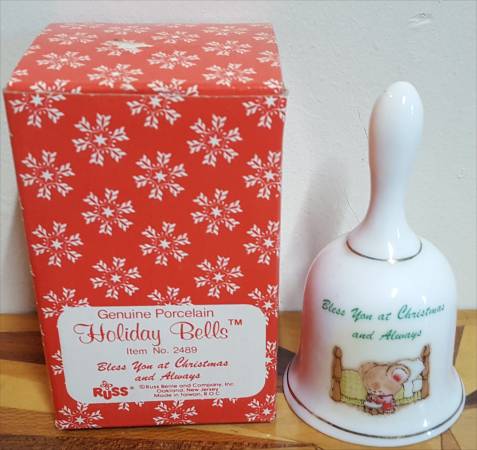 Genuine Porcelain
Holiday Bells™
Item No. 2489
Bless You at Christmas
and Always
RUSS®
©Russ Berrie and Company, Inc.
Oakland, New Jersey
Made in Taiwan, R O C
Bless You at Christmas
and Always